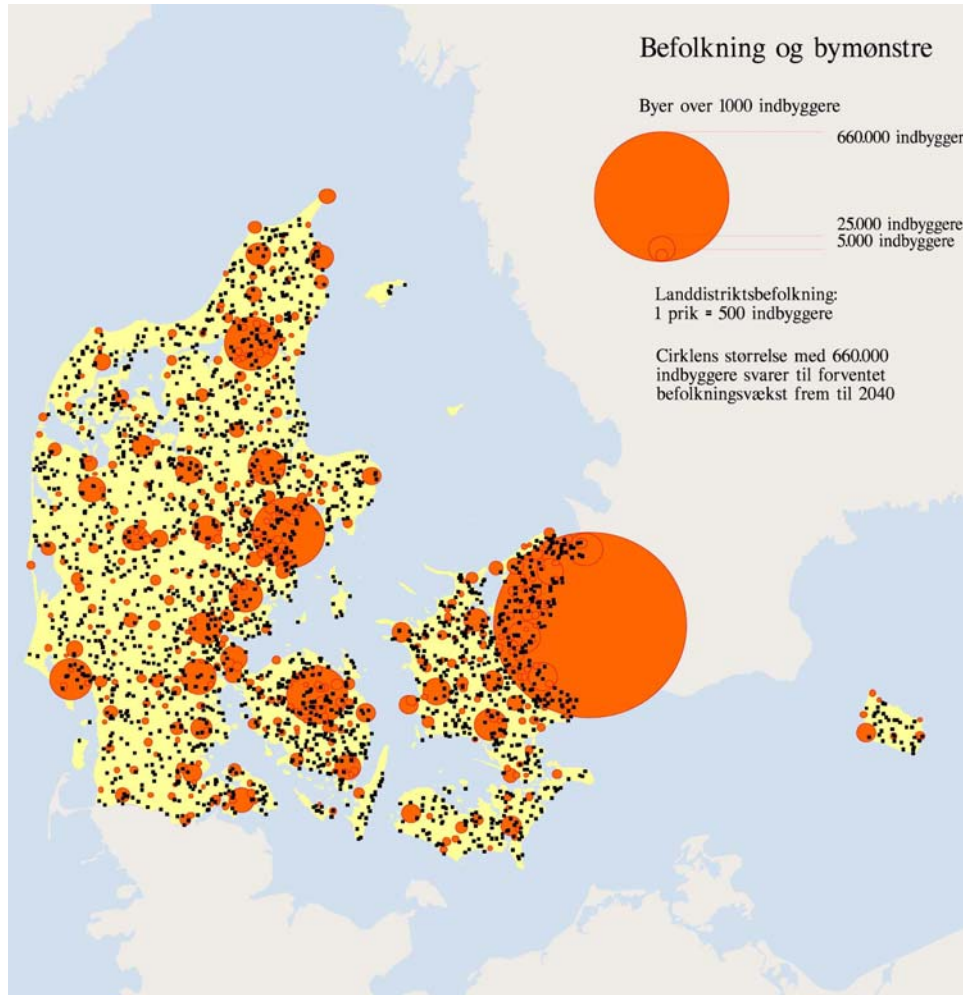 Befolkning og bymønstre
Byer over 1000 indbyggere
660.000 indbygger
25.000 indbyggere
5.000 indbyggere
Landdistriktsbefolkning:
1 prik = 500 indbyggere
Cirklens størrelse med 660.000
indbyggere svarer til forventet
befolkningsvækst frem til 2040